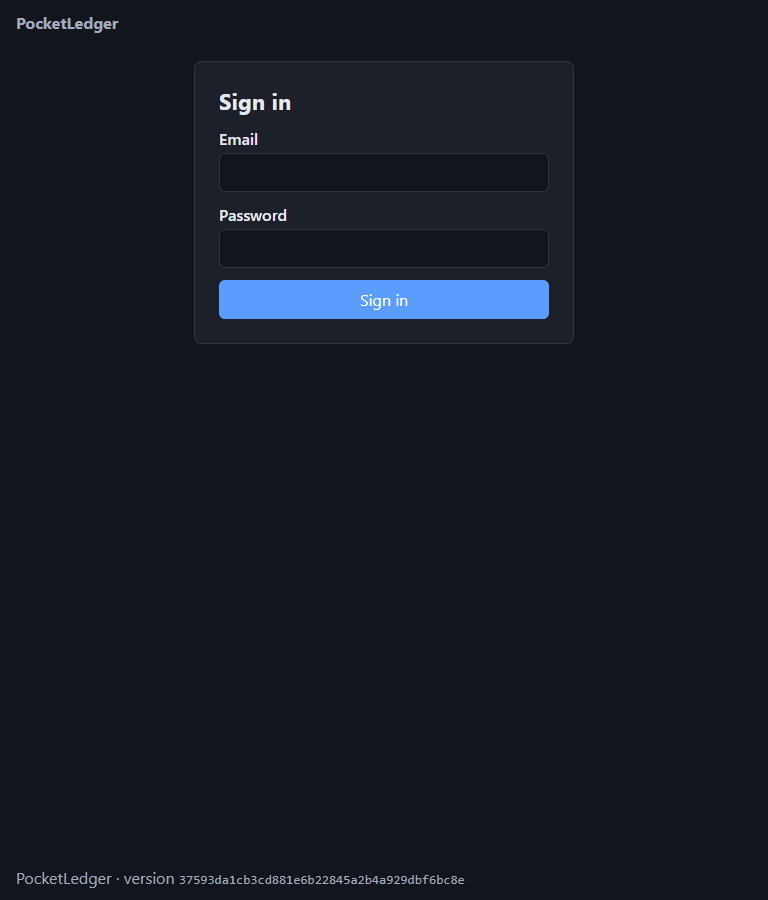 PocketLedger
Sign in
Email
Password
Sign in
PocketLedger · version 37593da1cb3cd881e6b22845a2b4a929dbf6bc8e